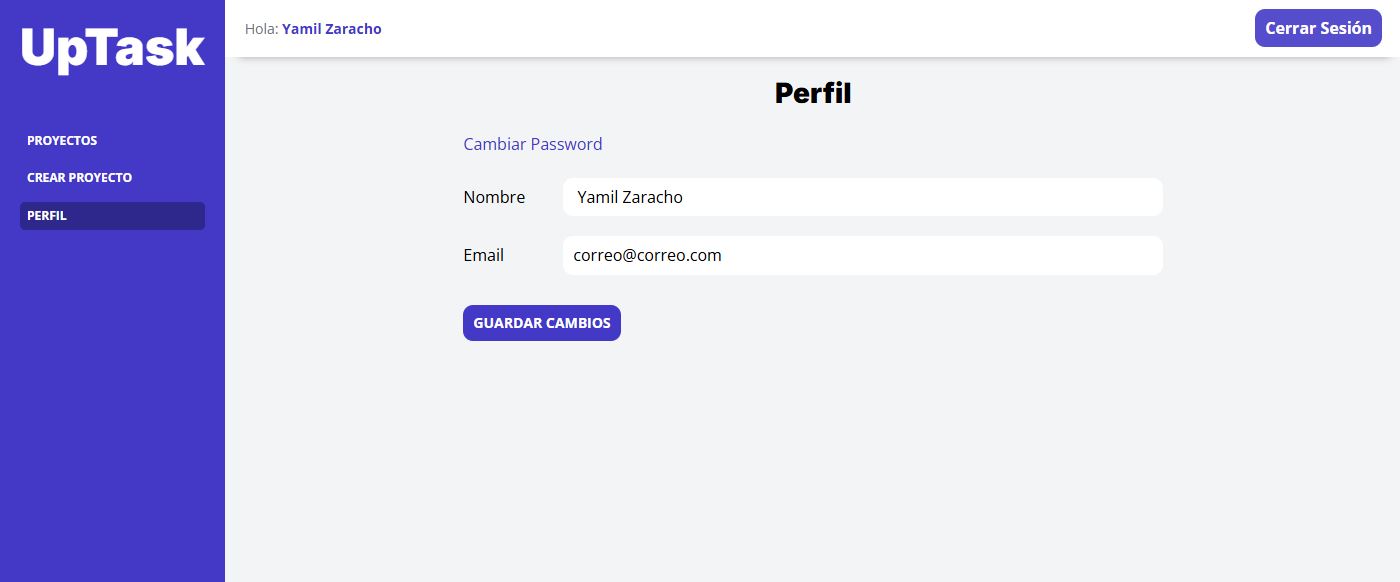 UpTask
PROYECTOS
CREAR PROYECTO
PERFIL
Hola: Yamil Zaracho
Cerrar Sesión
Perfil
Cambiar Password
Nombre Yamil Zaracho
Email correo@correo.com
GUARDAR CAMBIOS